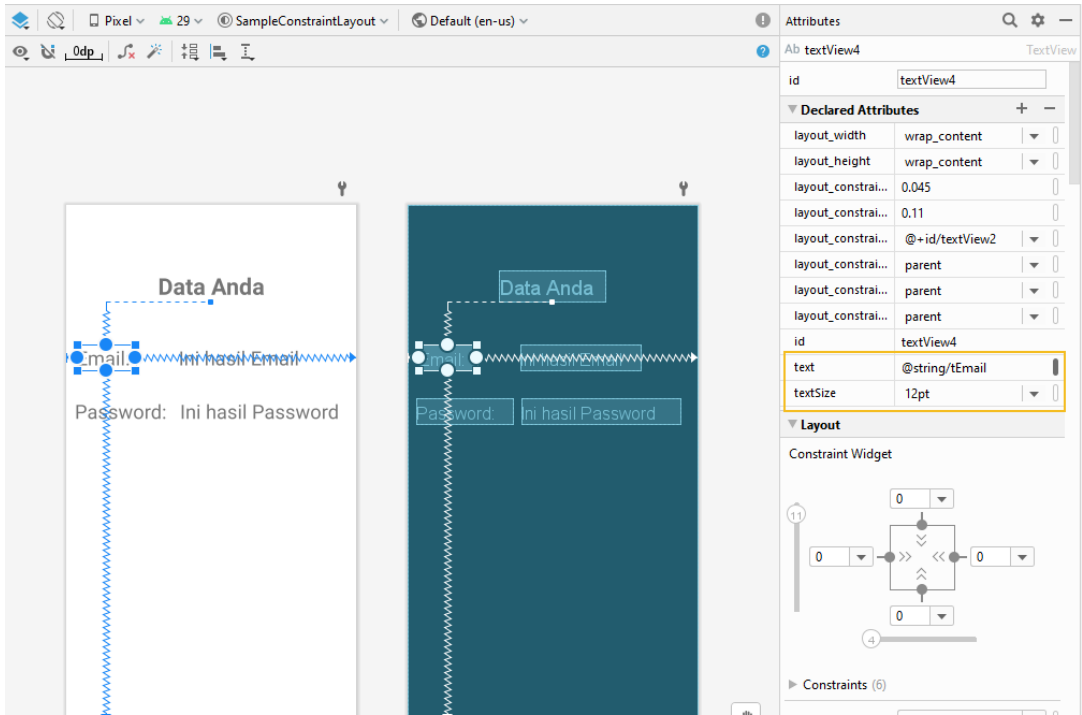 Pixel 29 SampleConstraintLayout Default (en-us)
0dp
Attributes
Ab textView4 TextView
id textView4
Declared Attributes
layout_width wrap_content
layout_height wrap_content
layout_constrai... 0.045
layout_constrai... 0.11
layout_constrai... @+id/textView2
layout_constrai... parent
layout_constrai... parent
layout_constrai... parent
id textView4
text @string/tEmail
textSize 12pt
Layout
Constraint Widget
0
11
0 0
0
4
Constraints (6)
Data Anda
Email: Ini hasil Email
Password: Ini hasil Password
Data Anda
Email: Ini hasil Email
Password: Ini hasil Password